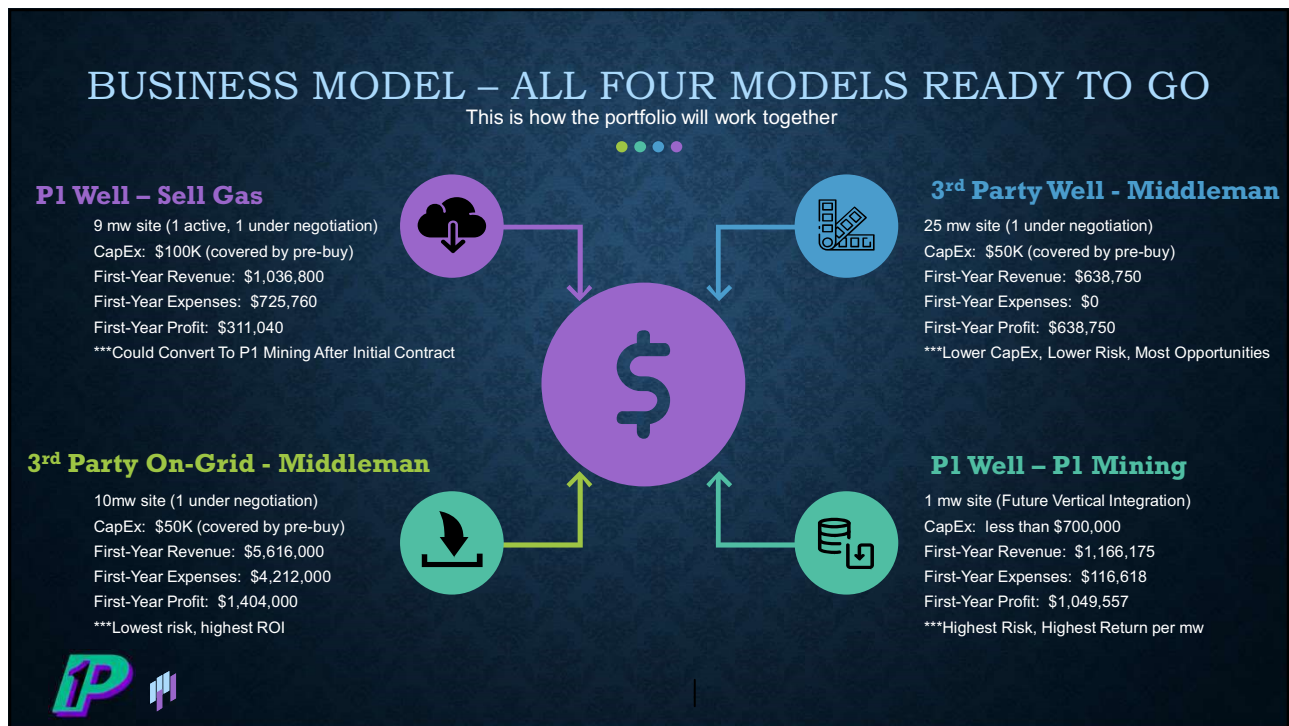 BUSINESS MODEL – ALL FOUR MODELS READY TO GO
This is how the portfolio will work together
P1 Well – Sell Gas
9 mw site (1 active, 1 under negotiation)
CapEx: $100K (covered by pre-buy)
First-Year Revenue: $1,036,800
First-Year Expenses: $725,760
First-Year Profit: $311,040
***Could Convert To P1 Mining After Initial Contract
3rd Party Well - Middleman
25 mw site (1 under negotiation)
CapEx: $50K (covered by pre-buy)
First-Year Revenue: $638,750
First-Year Expenses: $0
First-Year Profit: $638,750
***Lower CapEx, Lower Risk, Most Opportunities
$
3rd Party On-Grid - Middleman
10mw site (1 under negotiation)
CapEx: $50K (covered by pre-buy)
First-Year Revenue: $5,616,000
First-Year Expenses: $4,212,000
First-Year Profit: $1,404,000
***Lowest risk, highest ROI
P1 Well – P1 Mining
1 mw site (Future Vertical Integration)
CapEx: less than $700,000
First-Year Revenue: $1,166,175
First-Year Expenses: $116,618
First-Year Profit: $1,049,557
***Highest Risk, Highest Return per mw
1P